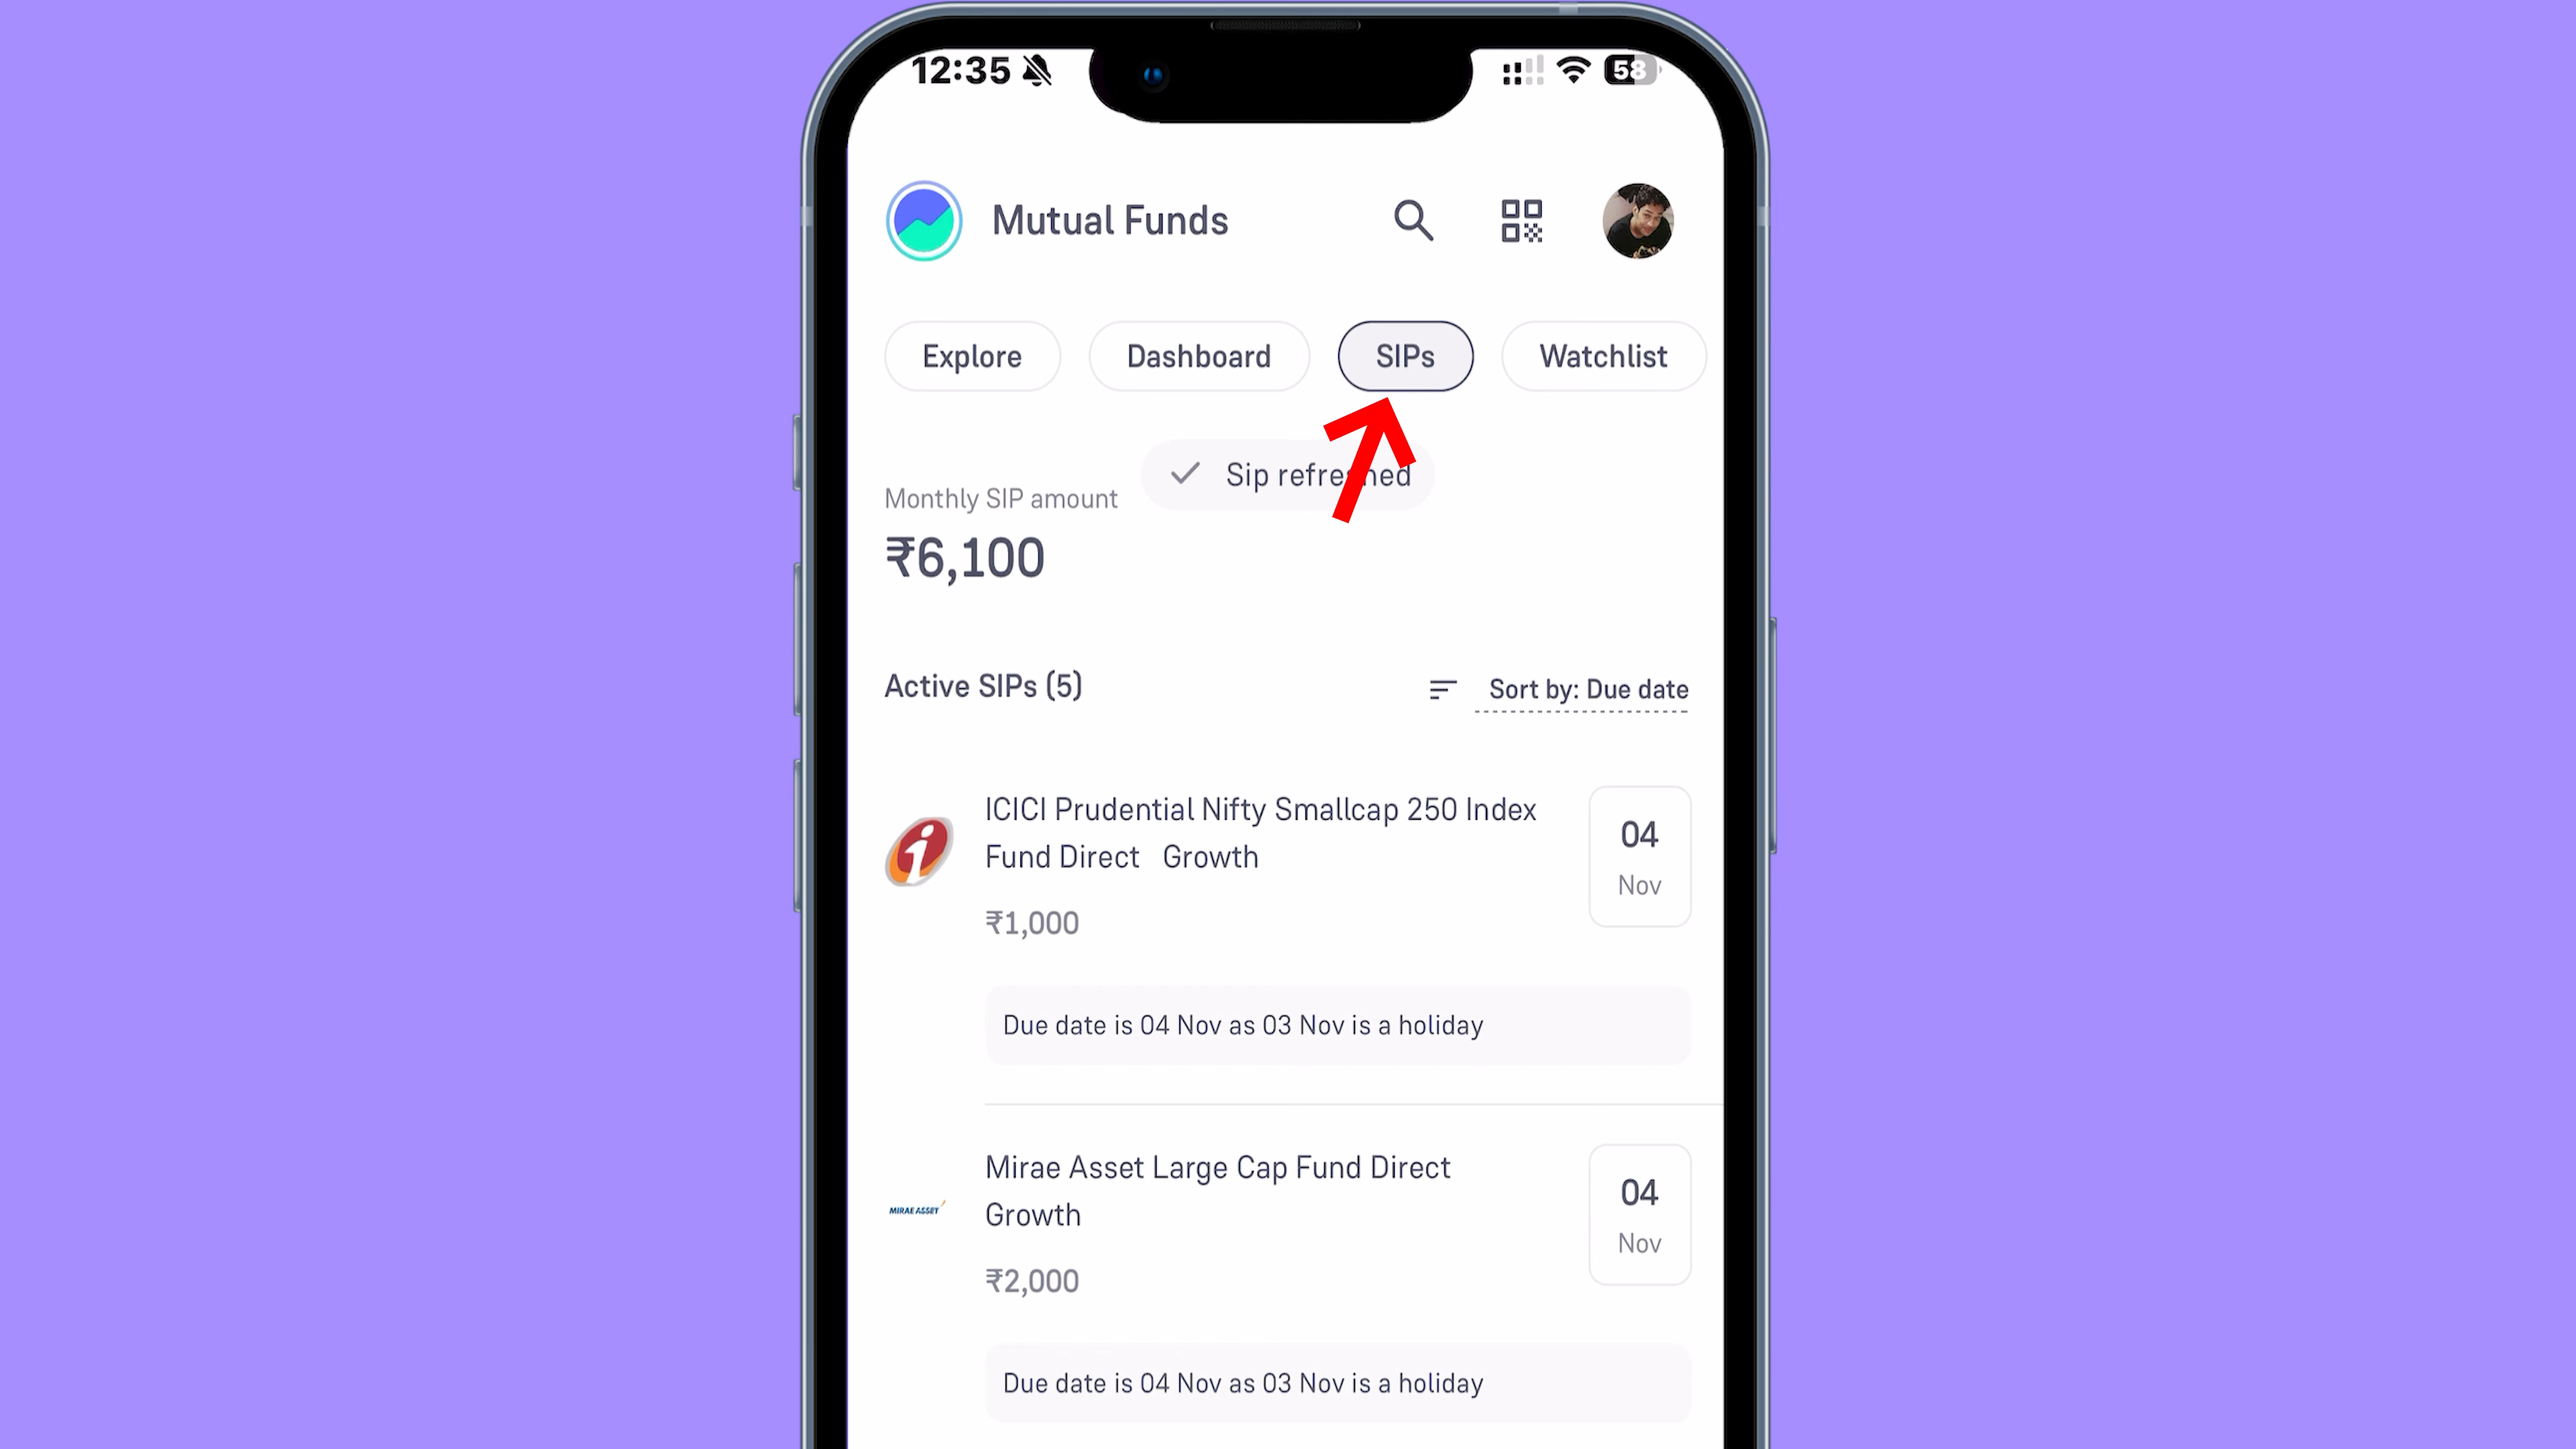 12:35
58
Mutual Funds
Explore
Dashboard
SIPs
Watchlist
Sip refreshed
Monthly SIP amount
₹6,100
Active SIPs (5)
Sort by: Due date
ICICI Prudential Nifty Smallcap 250 Index
Fund Direct Growth
₹1,000
04
Nov
Due date is 04 Nov as 03 Nov is a holiday
MIRAE ASSET
Mirae Asset Large Cap Fund Direct
Growth
₹2,000
04
Nov
Due date is 04 Nov as 03 Nov is a holiday